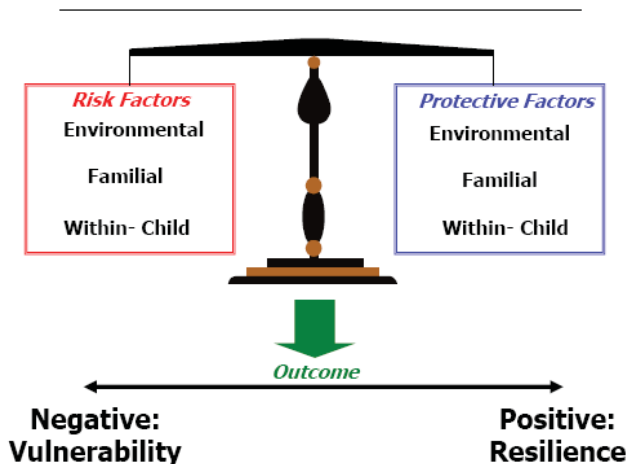 Risk Factors
Environmental
Familial
Within- Child
Protective Factors
Environmental
Familial
Within- Child
Outcome
Negative:
Vulnerability
Positive:
Resilience